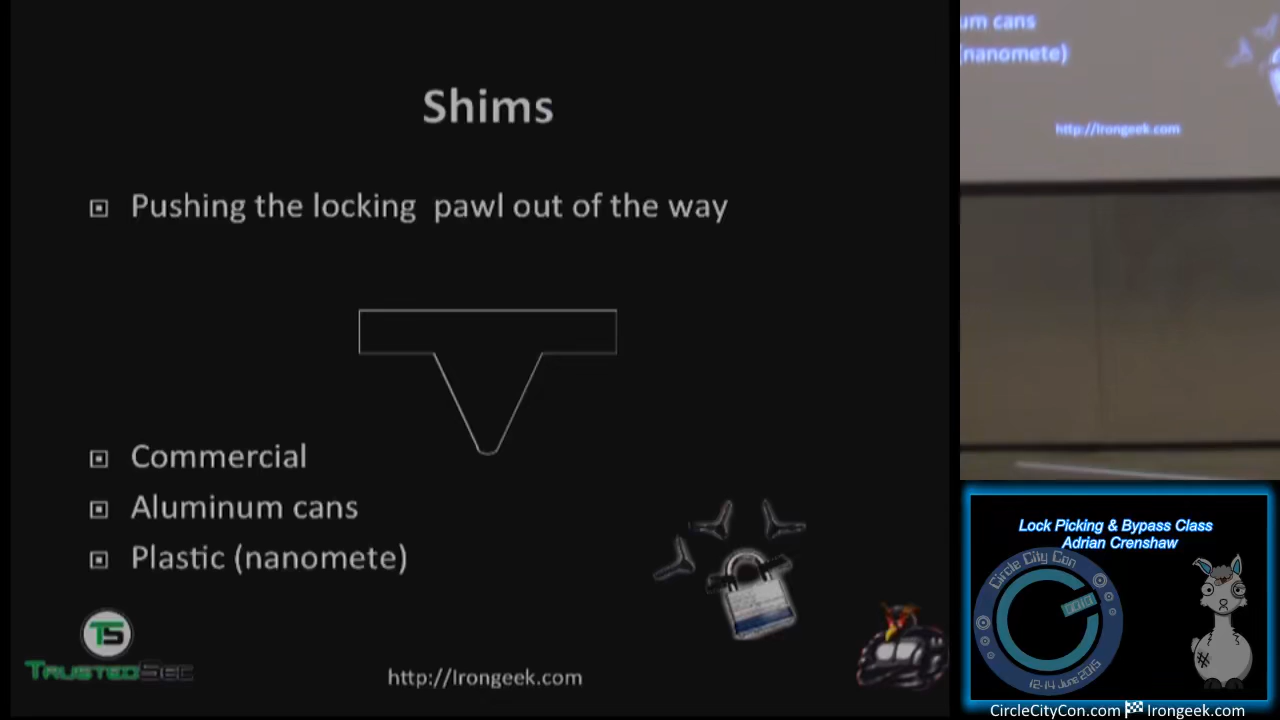 Shims
Pushing the locking pawl out of the way
Commercial
Aluminum cans
Plastic (nanomete)
TS
TRUSTEDSEC
http://Irongeek.com
um cans
(nanomete)
http://Irongeek.com
Lock Picking & Bypass Class
Adrian Crenshaw
Circle City Con
12-14 June 2015
CircleCityCon.com Irongeek.com